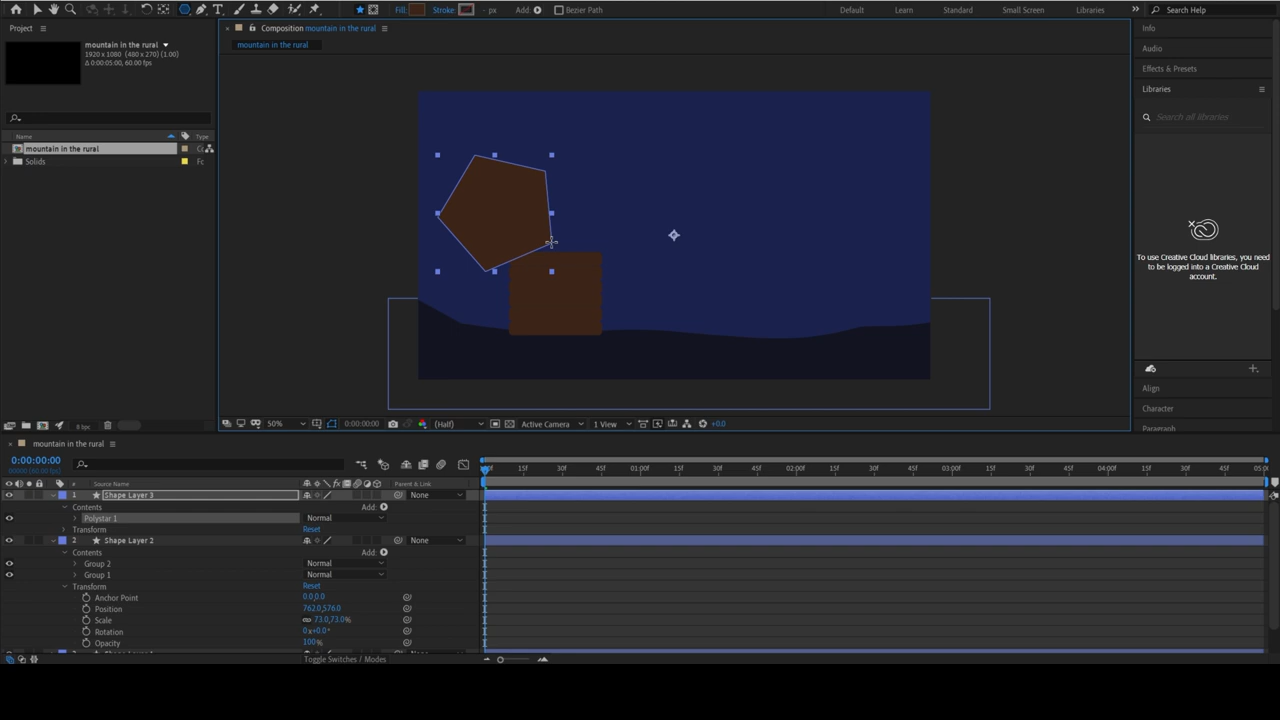 Fill: Stroke: - px Add: Bezier Path Default Learn Standard Small Screen Libraries Search Help
Project
Composition mountain in the rural
mountain in the rural
mountain in the rural
1920 x 1080 (480 x 270) (1.00)
Δ 0:00:05:00, 60.00 fps
Name Type
mountain in the rural
Solids Fo
Info
Audio
Effects & Presets
Libraries
Search all libraries
To use Creative Cloud libraries, you need
to be logged into a Creative Cloud
account.
Align
Character
Paragraph
8 bpc
50% 0:00:00:00 (Half) Active Camera 1 View +0.0
mountain in the rural
0:00:00:00
00000 (60.00 fps)
# Source Name Parent & Link
15f 30f 45f 01:00f 15f 30f 45f 02:00f 15f 30f 45f 03:00f 15f 30f 45f 04:00f 15f 30f 45f 05:0
1 Shape Layer 3 None
Contents Add:
Polystar 1 Normal
Transform Reset
2 Shape Layer 2 None
Contents Add:
Group 2 Normal
Group 1 Normal
Transform Reset
Anchor Point 0.0,0.0
Position 762.0,576.0
Scale 73.0,73.0%
Rotation 0x+0.0°
Opacity 100%
Toggle Switches / Modes